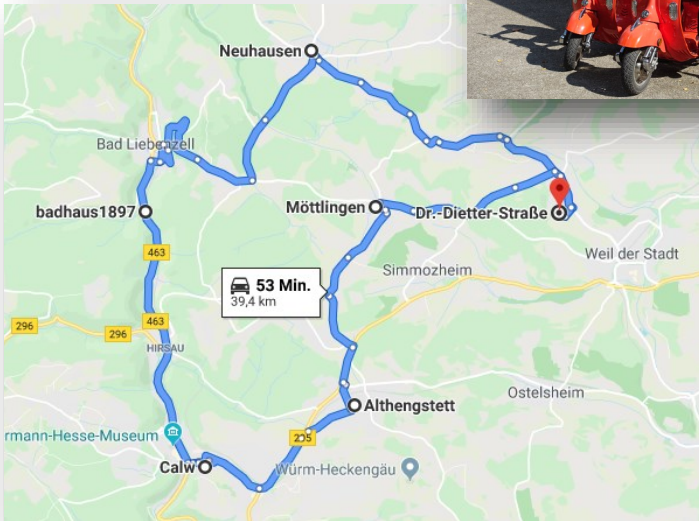 Neuhausen
Bad Liebenzell
badhaus1897
Möttlingen
Dr.-Dietter-Straße
Weil der Stadt
463
Simmozheim
53 Min.
39,4 km
296
296
463
HIRSAU
Ostelsheim
Althengstett
rmann-Hesse-Museum
Calw
Würm-Heckengäu